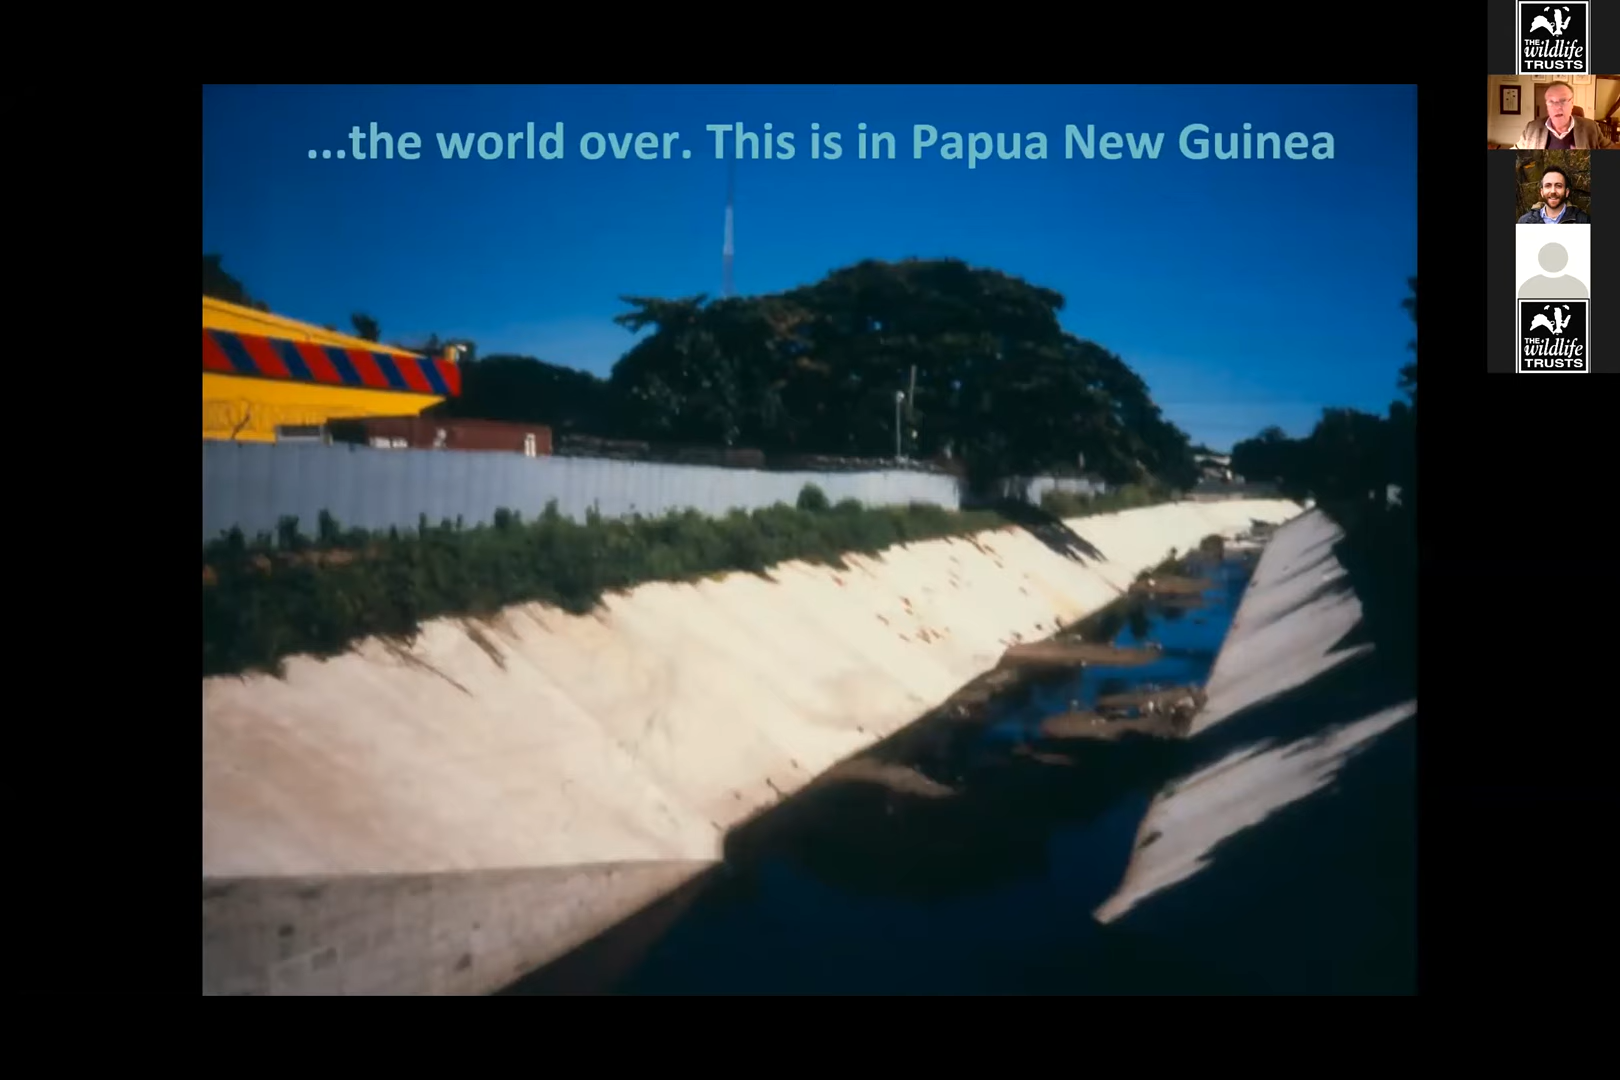 ...the world over. This is in Papua New Guinea
THE
wildlife
TRUSTS
THE
wildlife
TRUSTS